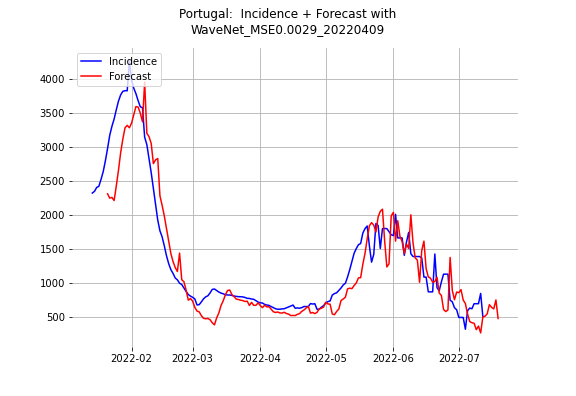 Portugal:  Incidence + Forecast with
WaveNet_MSE0.0029_20220409
Incidence
Forecast
4000
3500
3000
2500
2000
1500
1000
500
2022-02 2022-03 2022-04 2022-05 2022-06 2022-07